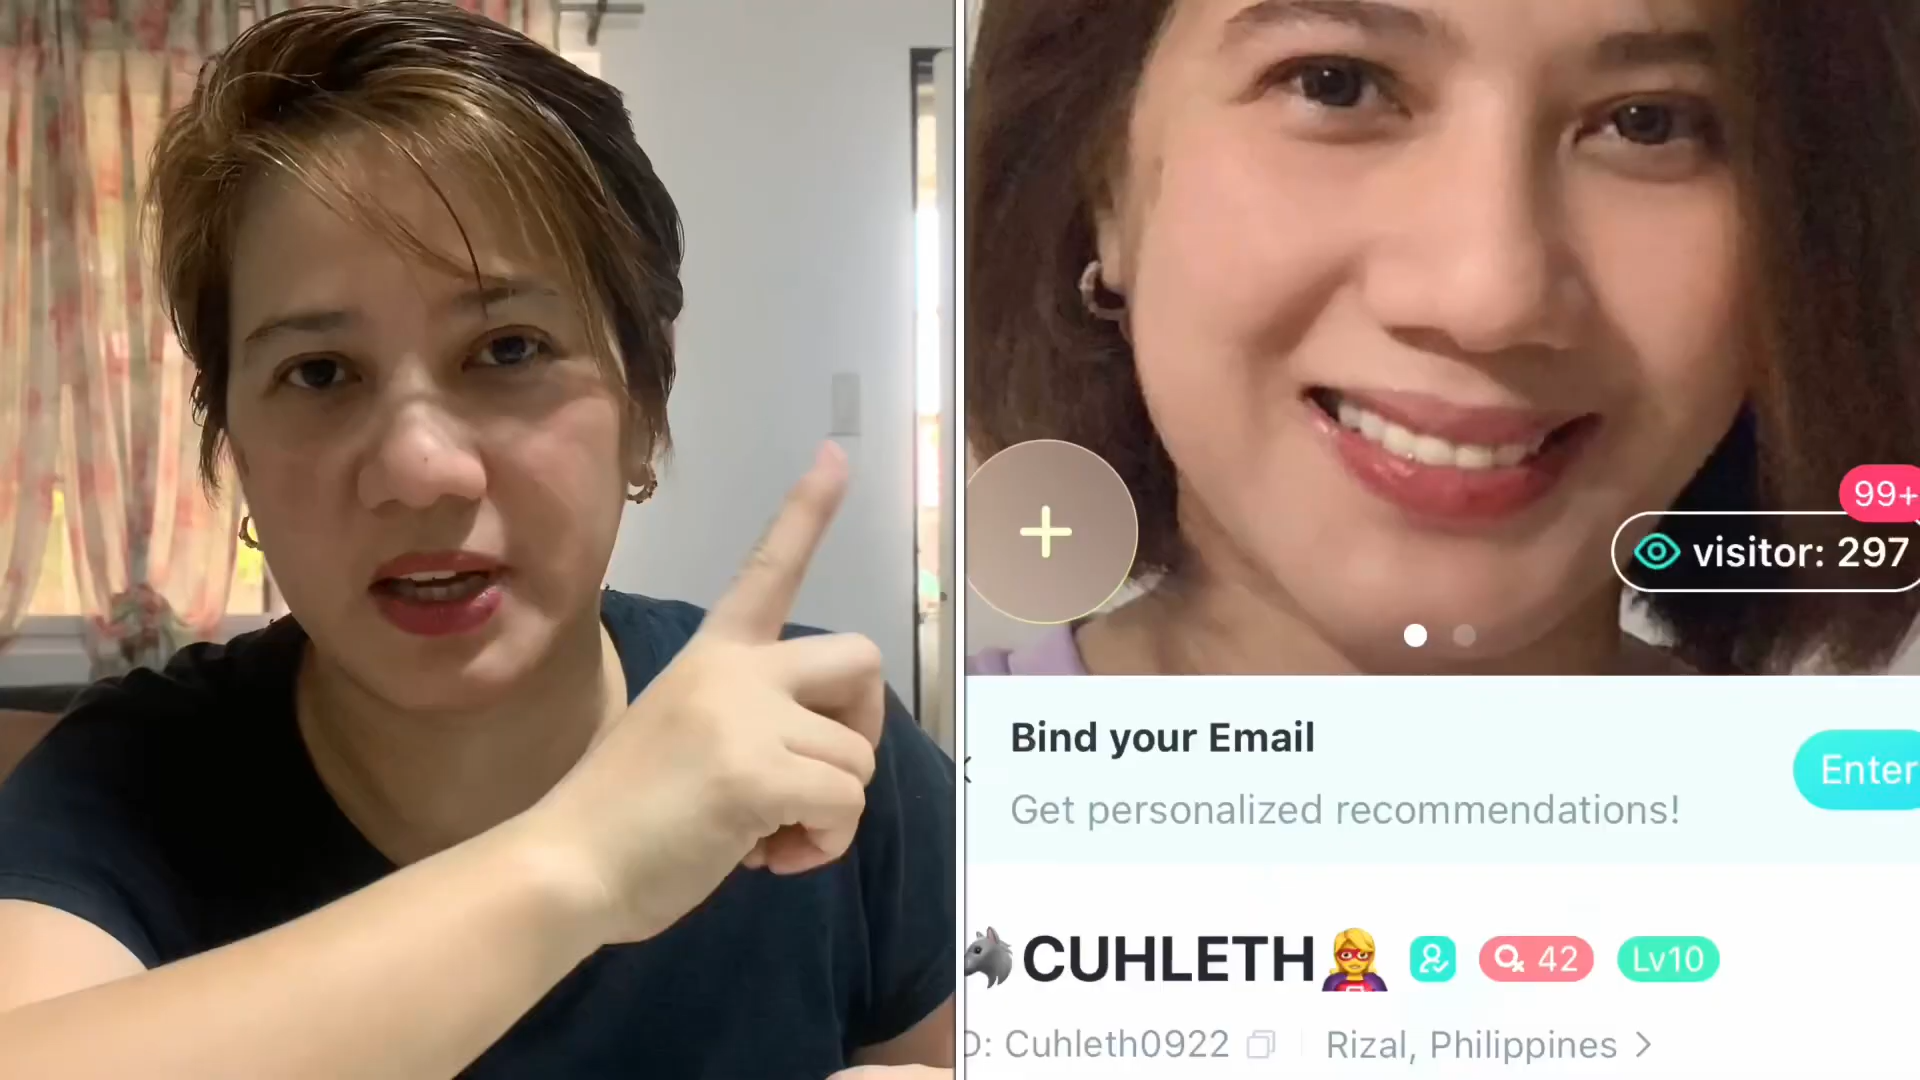 99+
visitor: 297
Bind your Email
Get personalized recommendations!
Enter
CUHLETH 42 Lv10
D: Cuhleth0922 Rizal, Philippines